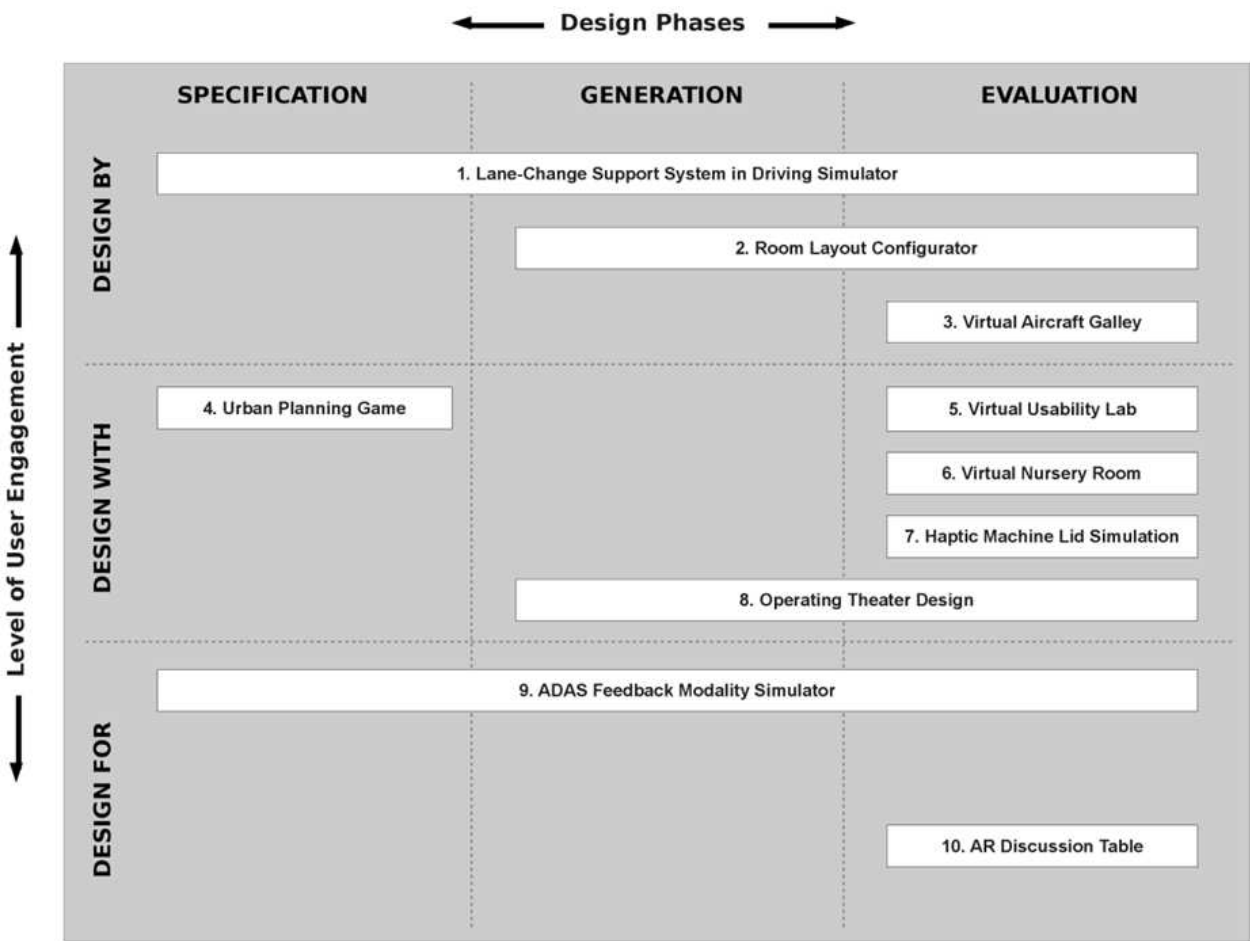 Design Phases
SPECIFICATION
GENERATION
EVALUATION
Level of User Engagement
DESIGN BY
1. Lane-Change Support System in Driving Simulator
2. Room Layout Configurator
3. Virtual Aircraft Galley
DESIGN WITH
4. Urban Planning Game
5. Virtual Usability Lab
6. Virtual Nursery Room
7. Haptic Machine Lid Simulation
8. Operating Theater Design
DESIGN FOR
9. ADAS Feedback Modality Simulator
10. AR Discussion Table